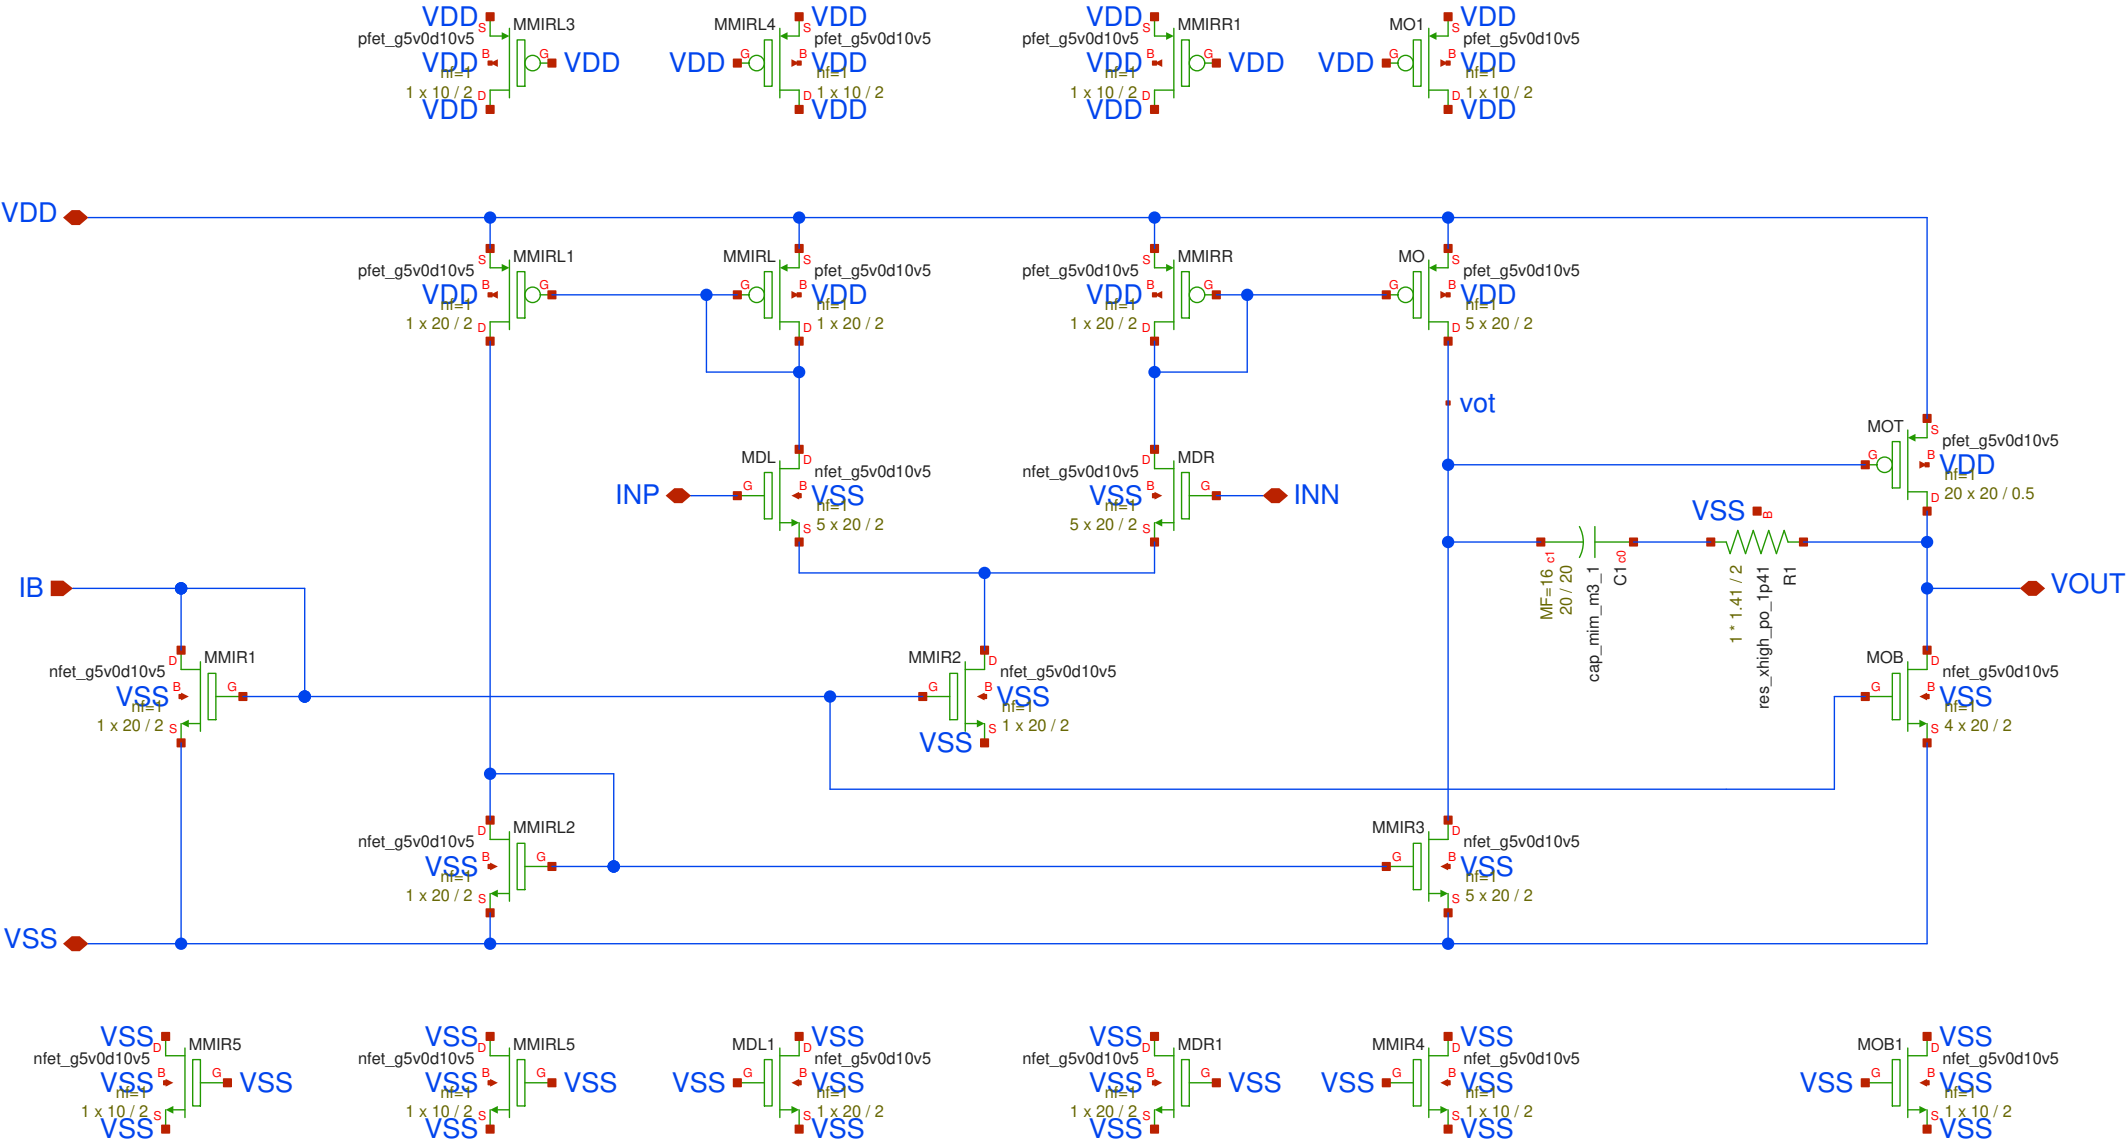 VDD S MMIRL3
pfet_g5v0d10v5
VDD B G VDD
nf=1
1 x 10 / 2 D
VDD
MMIRL4 S VDD
pfet_g5v0d10v5
VDD G B VDD
nf=1
D 1 x 10 / 2
VDD
VDD S MMIRR1
pfet_g5v0d10v5
VDD B G VDD
nf=1
1 x 10 / 2 D
VDD
MO1 S VDD
pfet_g5v0d10v5
VDD G B VDD
nf=1
D 1 x 10 / 2
VDD
VDD
S MMIRL1
pfet_g5v0d10v5
VDD B G
nf=1
1 x 20 / 2 D
MMIRL S
pfet_g5v0d10v5
G B VDD
nf=1
D 1 x 20 / 2
S MMIRR
pfet_g5v0d10v5
VDD B G
nf=1
1 x 20 / 2 D
MO S
pfet_g5v0d10v5
G B VDD
nf=1
D 5 x 20 / 2
vot
MOT S
pfet_g5v0d10v5
G B VDD
nf=1
D 20 x 20 / 0.5
MDL D
nfet_g5v0d10v5
INP G B VSS
nf=1
S 5 x 20 / 2
D MDR
nfet_g5v0d10v5
VSS B G INN
nf=1
5 x 20 / 2 S
VSS B
MF=16 c1
20 / 20
cap_mim_m3_1
C1 c0
1 * 1.41 / 2
res_xhigh_po_1p41
R1
VOUT
IB
D MMIR1
nfet_g5v0d10v5
VSS B G
nf=1
1 x 20 / 2 S
MMIR2 D
nfet_g5v0d10v5
G B VSS
nf=1
S 1 x 20 / 2
VSS
MOB D
nfet_g5v0d10v5
G B VSS
nf=1
S 4 x 20 / 2
D MMIRL2
nfet_g5v0d10v5
VSS B G
nf=1
1 x 20 / 2 S
MMIR3 D
nfet_g5v0d10v5
G B VSS
nf=1
S 5 x 20 / 2
VSS
VSS D MMIR5
nfet_g5v0d10v5
VSS B G VSS
nf=1
1 x 10 / 2 S
VSS
VSS D MMIRL5
nfet_g5v0d10v5
VSS B G VSS
nf=1
1 x 10 / 2 S
VSS
MDL1 D VSS
nfet_g5v0d10v5
VSS G B VSS
nf=1
S 1 x 20 / 2
VSS
VSS D MDR1
nfet_g5v0d10v5
VSS B G VSS
nf=1
1 x 20 / 2 S
VSS
MMIR4 D VSS
nfet_g5v0d10v5
VSS G B VSS
nf=1
S 1 x 10 / 2
VSS
MOB1 D VSS
nfet_g5v0d10v5
VSS G B VSS
nf=1
S 1 x 10 / 2
VSS